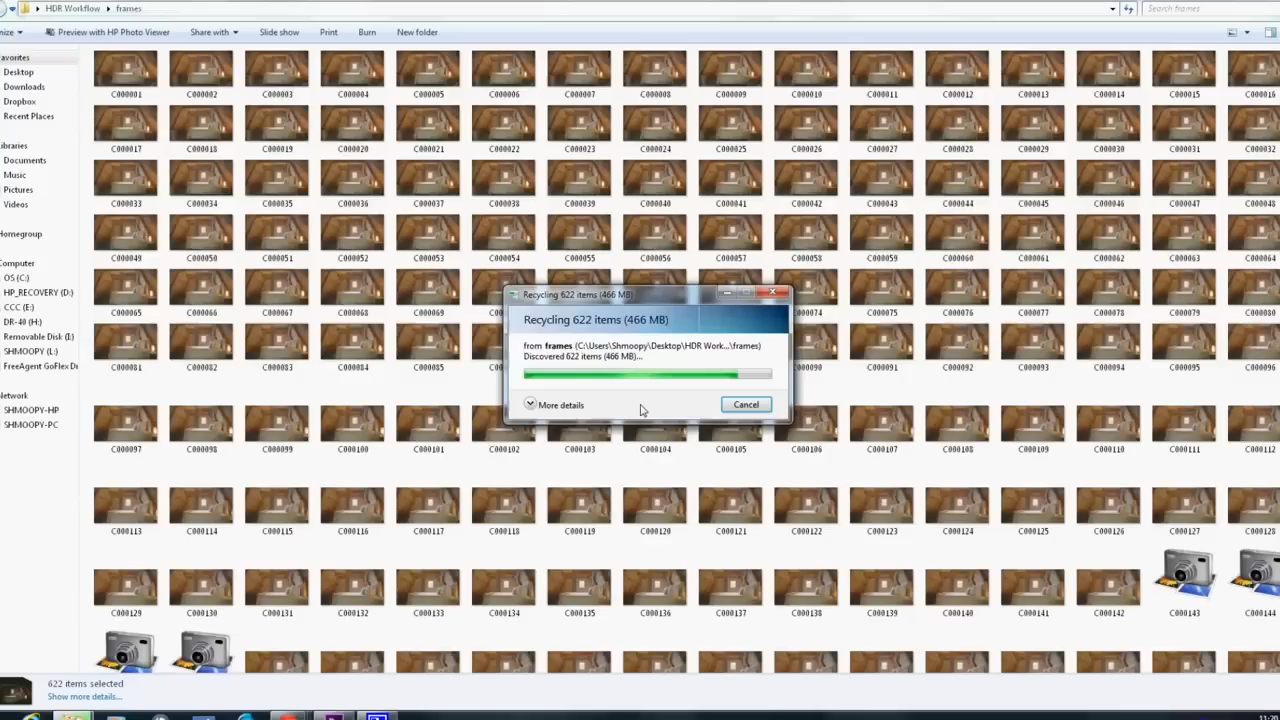 HDR Workflow ▸ frames
Search frames
nize
Preview with HP Photo Viewer
Share with
Slide show
Print
Burn
New folder
avorites
Desktop
Downloads
Dropbox
Recent Places
ibraries
Documents
Music
Pictures
Videos
Homegroup
Computer
OS (C:)
HP_RECOVERY (D:)
CCC (E:)
DR-40 (H:)
Removable Disk (I:)
SHMOOPY (L:)
FreeAgent GoFlex Dr
Network
SHMOOPY-HP
SHMOOPY-PC
C000001 C000002 C000003 C000004 C000005 C000006 C000007 C000008 C000009 C000010 C000011 C000012 C000013 C000014 C000015 C000016
C000017 C000018 C000019 C000020 C000021 C000022 C000023 C000024 C000025 C000026 C000027 C000028 C000029 C000030 C000031 C000032
C000033 C000034 C000035 C000036 C000037 C000038 C000039 C000040 C000041 C000042 C000043 C000044 C000045 C000046 C000047 C000048
C000049 C000050 C000051 C000052 C000053 C000054 C000055 C000056 C000057 C000058 C000059 C000060 C000061 C000062 C000063 C000064
C000065 C000066 C000067 C000068 C000069 C000074 C000075 C000076 C000077 C000078 C000079 C000080
C000081 C000082 C000083 C000084 C000085 C000090 C000091 C000092 C000093 C000094 C000095 C000096
C000097 C000098 C000099 C000100 C000101 C000102 C000103 C000104 C000105 C000106 C000107 C000108 C000109 C000110 C000111 C000112
C000113 C000114 C000115 C000116 C000117 C000118 C000119 C000120 C000121 C000122 C000123 C000124 C000125 C000126 C000127 C000128
C000129 C000130 C000131 C000132 C000133 C000134 C000135 C000136 C000137 C000138 C000139 C000140 C000141 C000142 C000143 C000144
Recycling 622 items (466 MB)
Recycling 622 items (466 MB)
from frames (C:\Users\Shmoopy\Desktop\HDR Work...\frames)
Discovered 622 items (466 MB)...
More details
Cancel
622 items selected
Show more details...
11:20